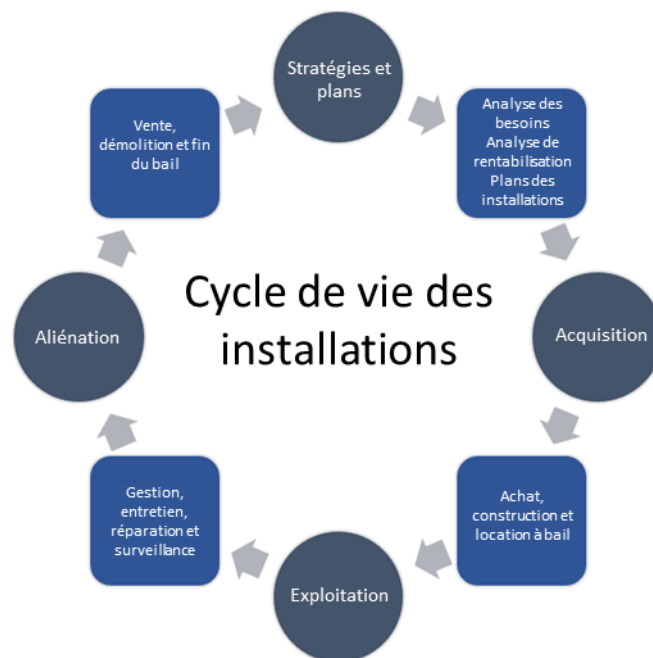 Stratégies et
plans
Analyse des
besoins
Analyse de
rentabilisation
Plans des
installations
Acquisition
Achat,
construction et
location à bail
Exploitation
Gestion,
entretien,
réparation et
surveillance
Aliénation
Vente,
démolition et fin
du bail
Cycle de vie des
installations